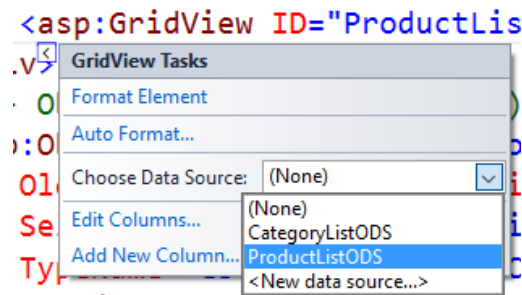 <asp:GridView ID="ProductLis
GridView Tasks
Format Element
Auto Format...
Choose Data Source: (None)
(None)
Edit Columns...
CategoryListODS
Add New Column...
ProductListODS
<New data source...>